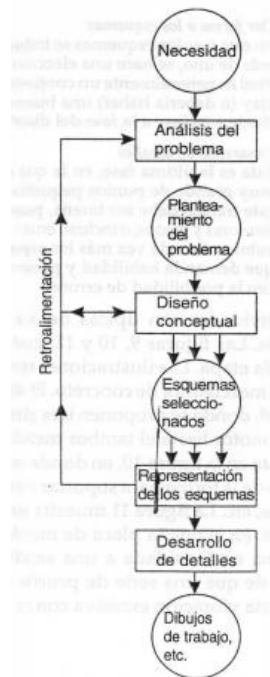 Necesidad
Análisis del
problema
Plantea-
miento
del
problema
Retroalimentación
Diseño
conceptual
Esquemas
seleccio-
nados
Representación
de los esquemas
Desarrollo
de detalles
Dibujos
de trabajo,
etc.